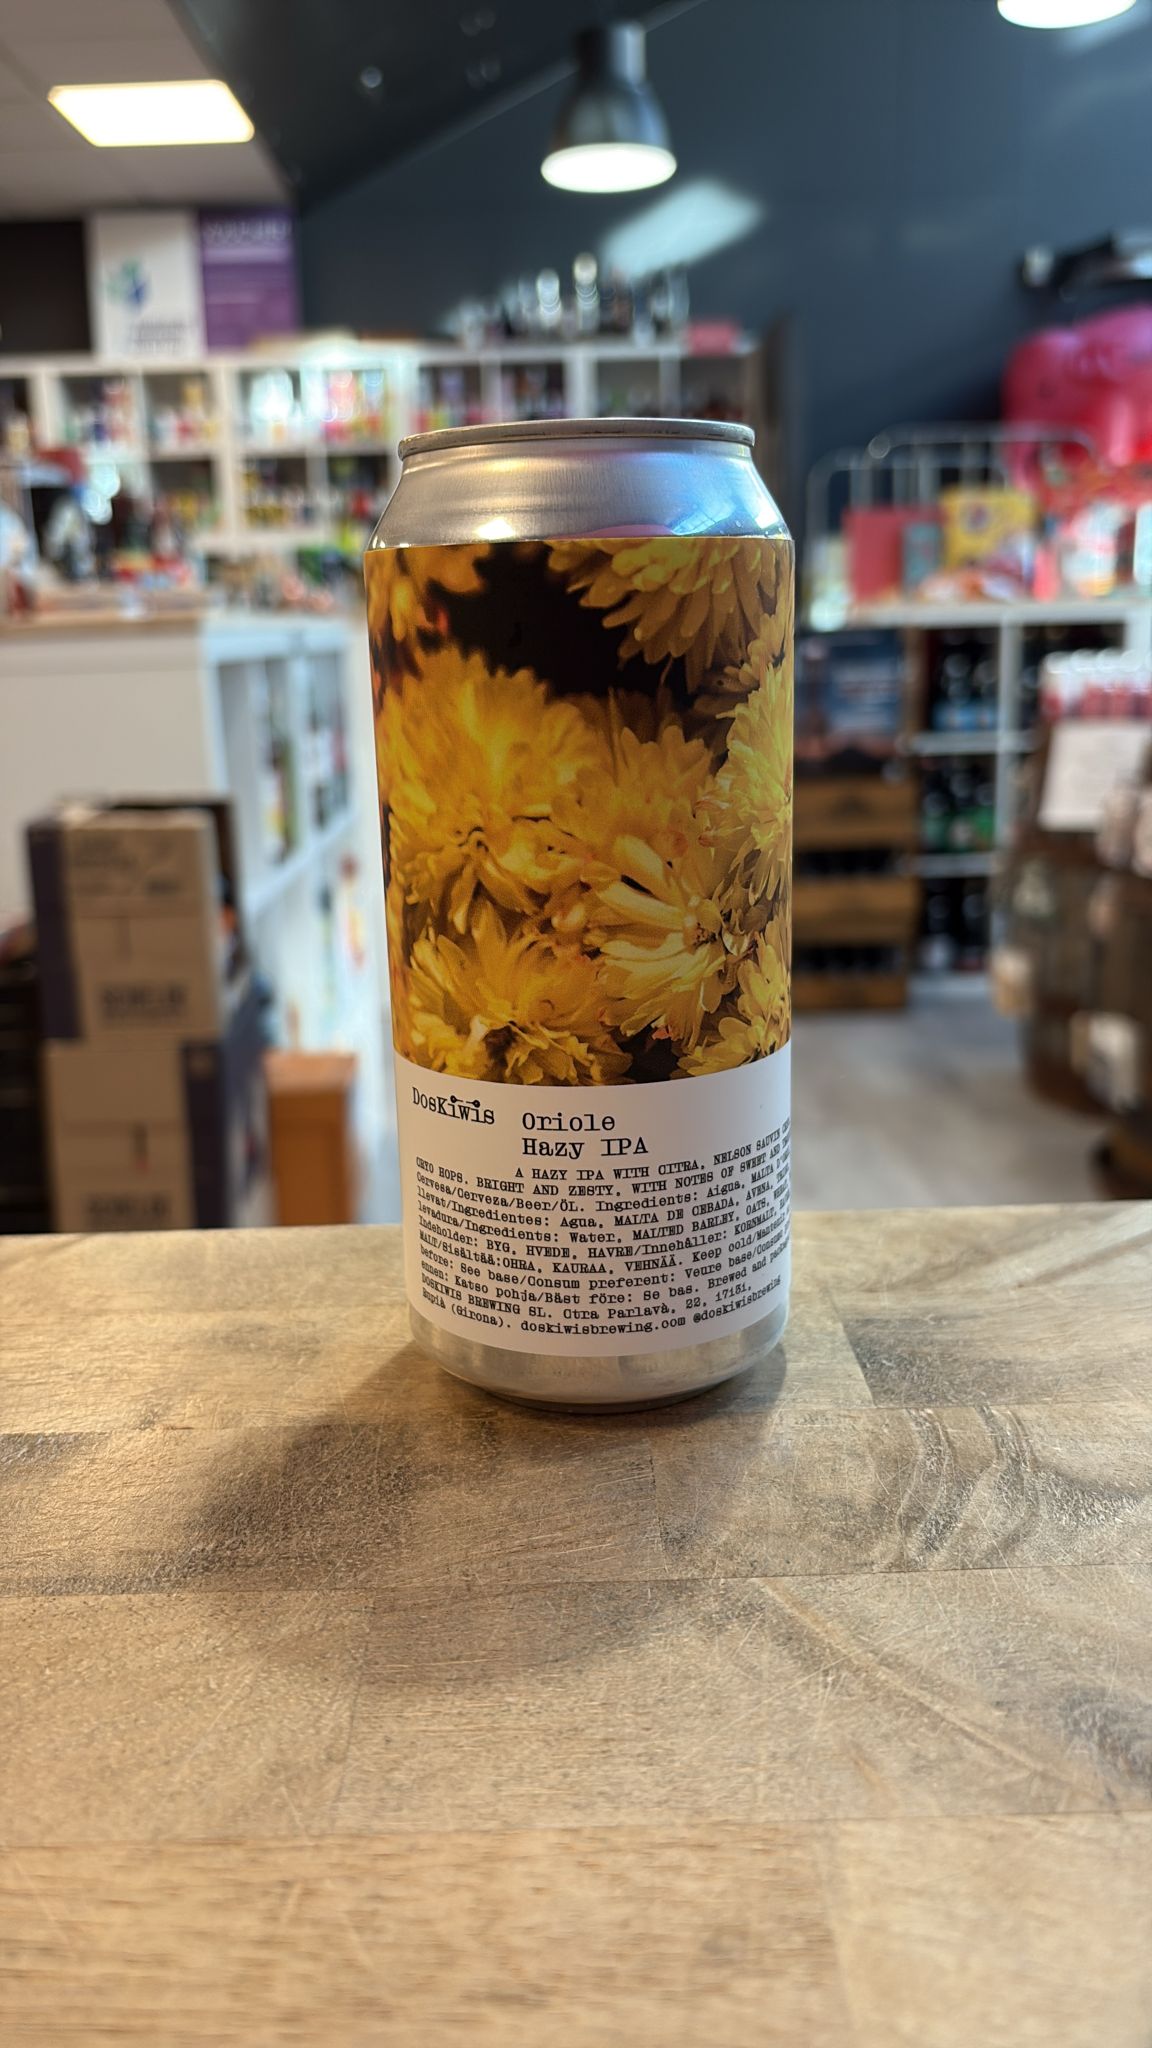 DosKiwis
Oriole
Hazy IPA
A HAZY IPA WITH CITRA, NELSON SAUVIN
CRYO HOPS. BRIGHT AND ZESTY, WITH NOTES OF SWEET AND
Cervesa/Cerveza/Beer/ÖL. Ingredients: Aigua, MALTA
llevat/Ingredientes: Agua, MALTA DE CEBADA, AVENA,
levadura/Ingredients: Water, MALTED BARLEY, OATS,
Indeholder: BYG, HVEDE, HAVRE/Innehåller: KORNMALT,
MALT/Sisältää:OHRA, KAURAA, VEHNÄÄ. Keep cold/
before: See base/Consum preferent: Veure base/Consumo
ennen: Katso pohja/Bäst före: Se bas. Brewed and
DOSKIWIS BREWING SL. Ctra Parlavà, 22, 17131,
Rupià (Girona). doskiwisbrewing.com @doskiwisbrewing